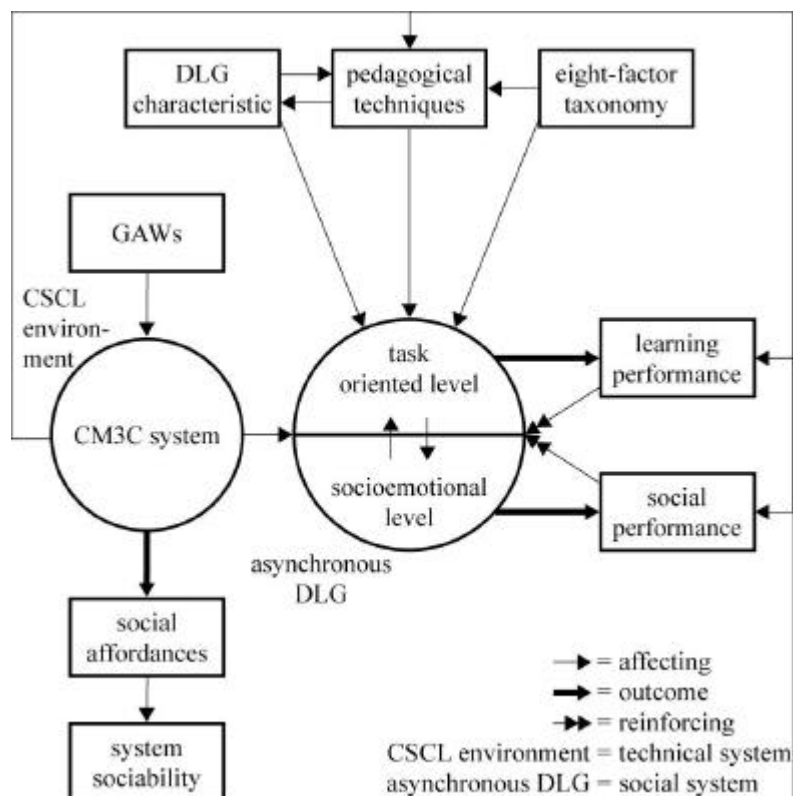 DLG
characteristic
pedagogical
techniques
eight-factor
taxonomy
GAWs
CSCL
environ-
ment
CM3C system
task
oriented level
socioemotional
level
asynchronous
DLG
learning
performance
social
performance
social
affordances
system
sociability
= affecting
= outcome
= reinforcing
CSCL environment = technical system
asynchronous DLG = social system